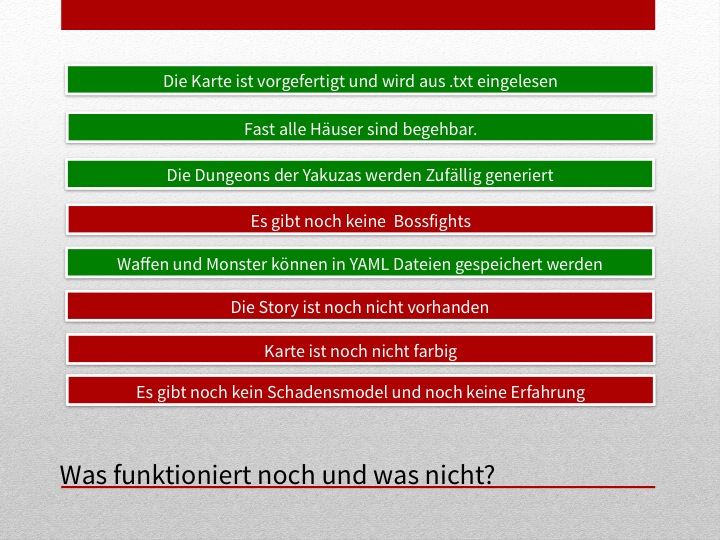 Die Karte ist vorgefertigt und wird aus .txt eingelesen
Fast alle Häuser sind begehbar.
Die Dungeons der Yakuzas werden Zufällig generiert
Es gibt noch keine  Bossfights
Waffen und Monster können in YAML Dateien gespeichert werden
Die Story ist noch nicht vorhanden
Karte ist noch nicht farbig
Es gibt noch kein Schadensmodel und noch keine Erfahrung
Was funktioniert noch und was nicht?